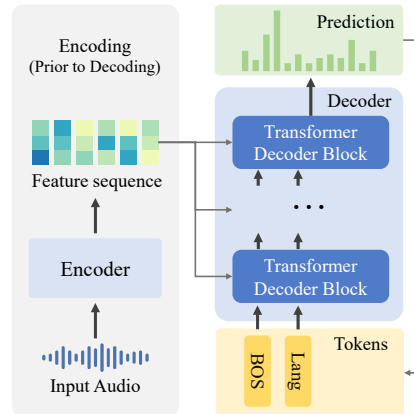 Encoding
(Prior to Decoding)
Feature sequence
Encoder
Input Audio
Prediction
Decoder
Transformer
Decoder Block
...
Transformer
Decoder Block
BOS
Lang
Tokens